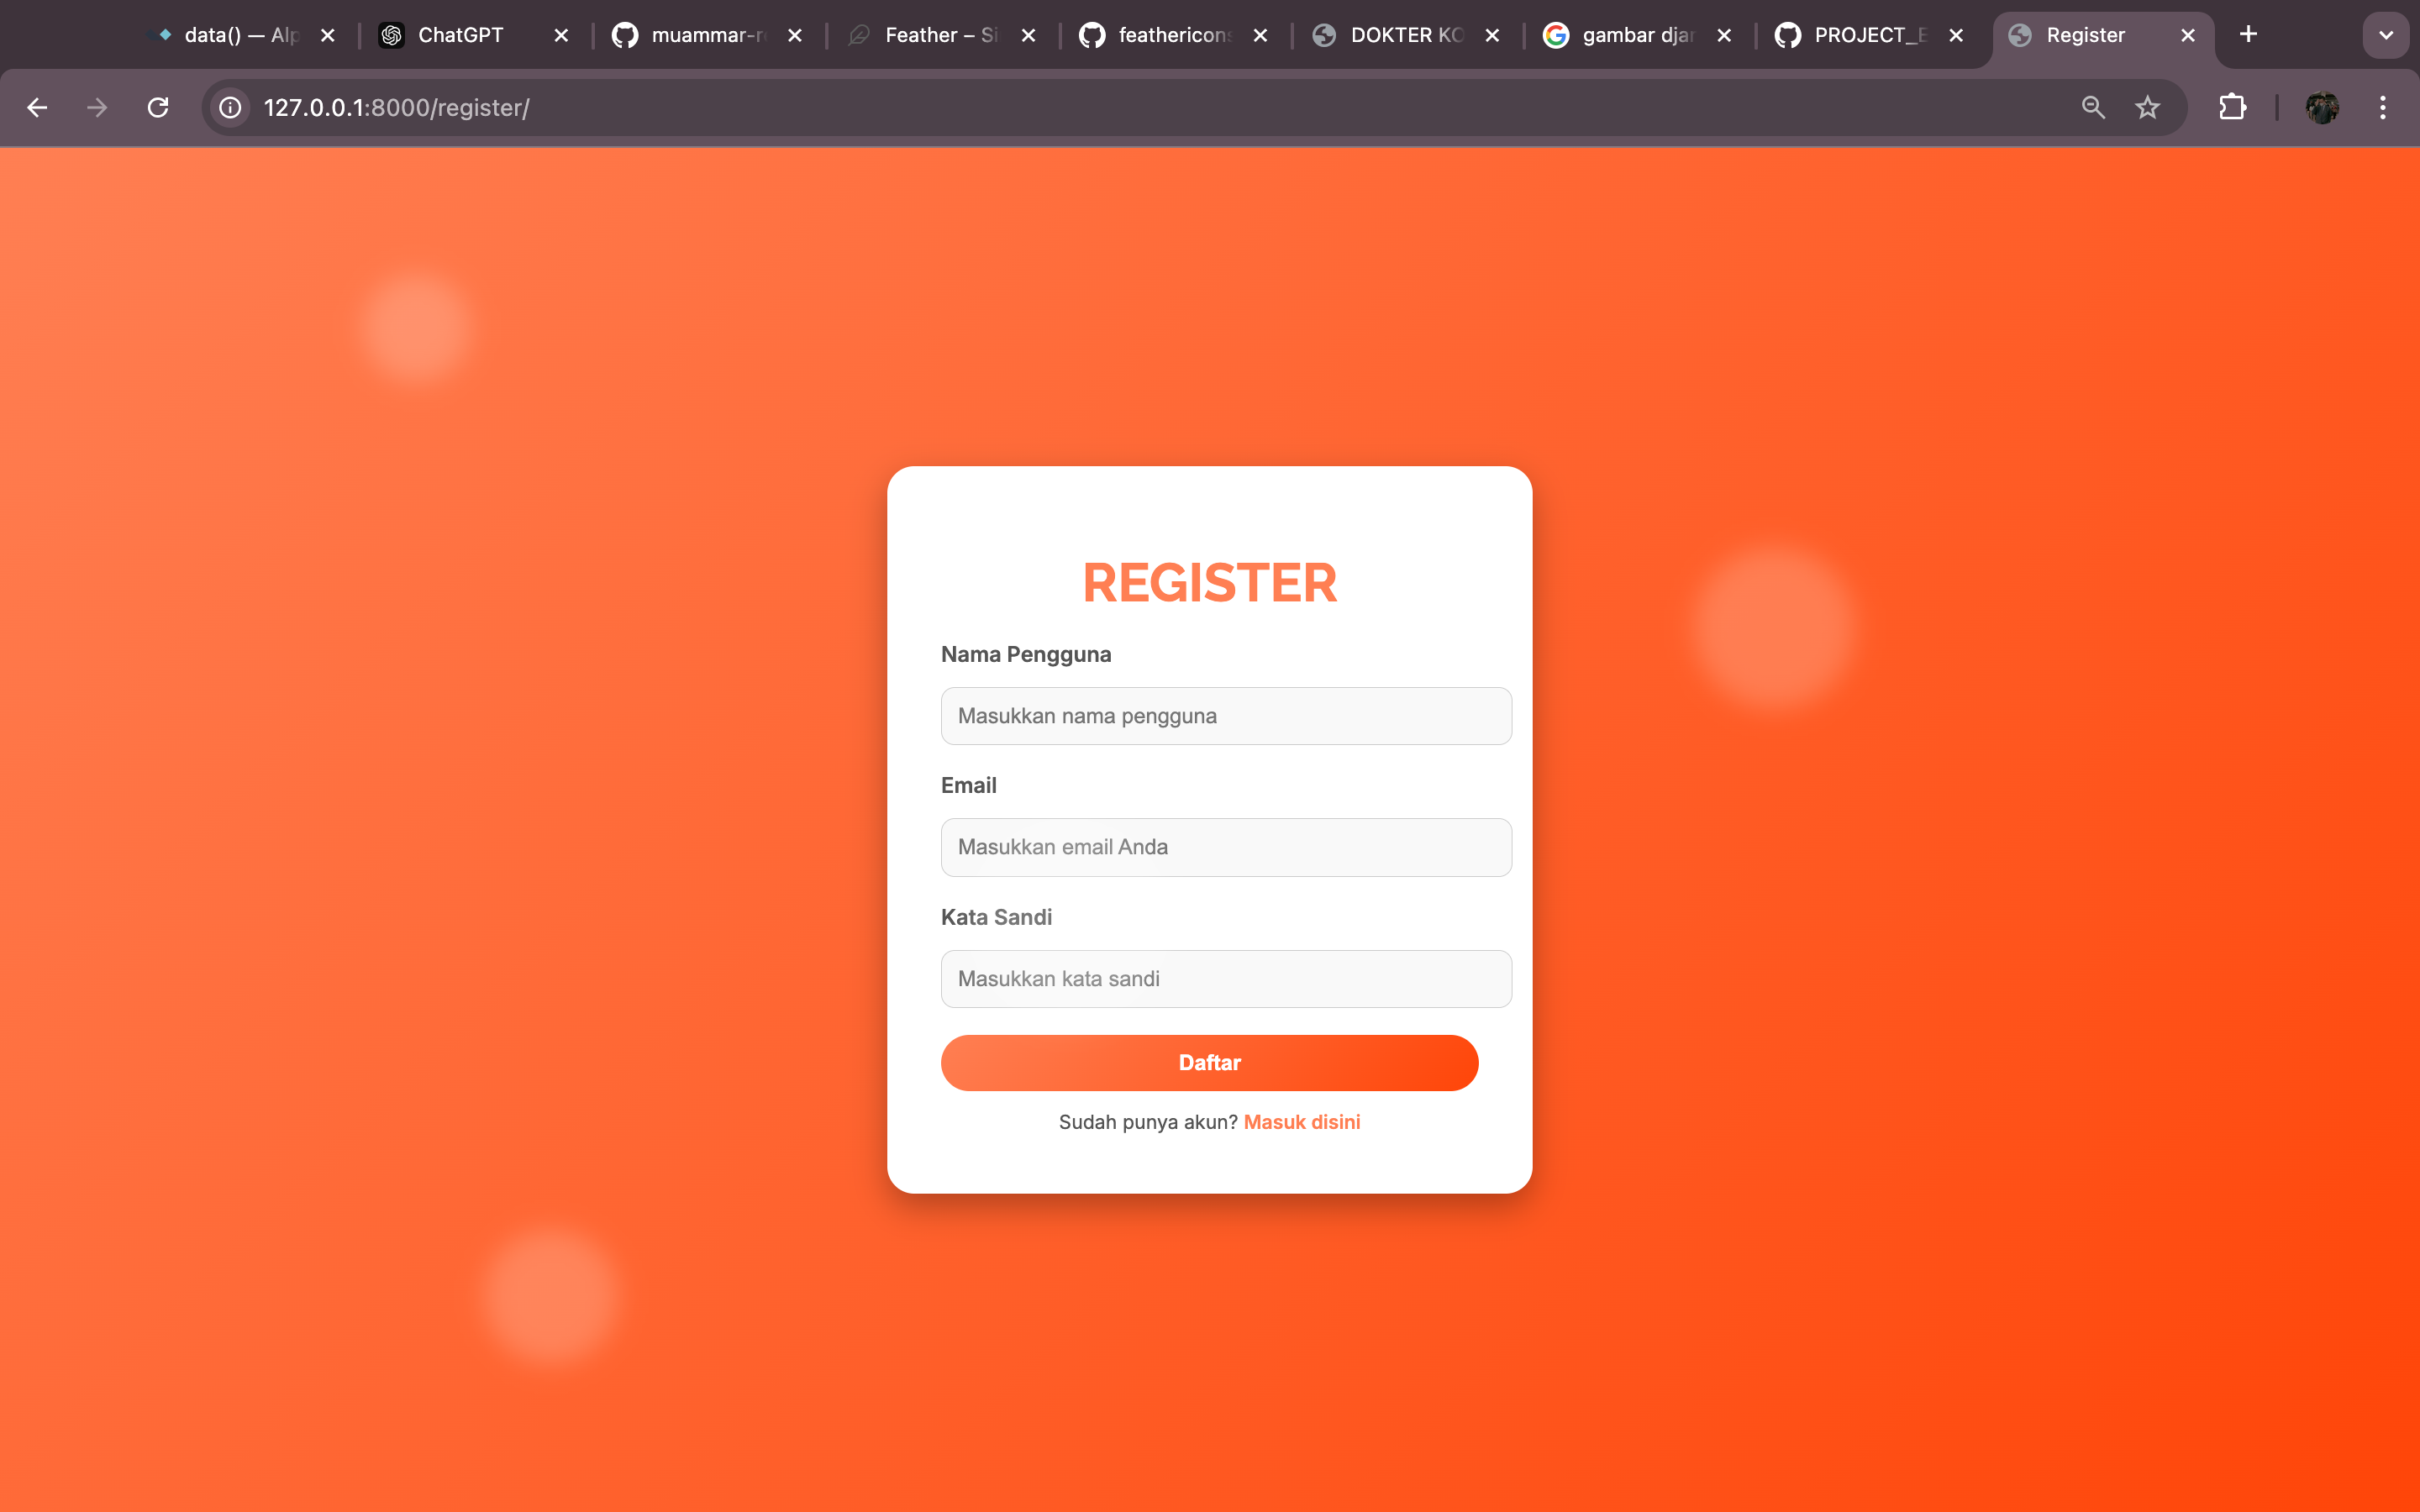 data() — Alp
ChatGPT
muammar-r
Feather – Si
feathericons
DOKTER KO
gambar djan
PROJECT_E
Register
127.0.0.1:8000/register/
REGISTER
Nama Pengguna
Masukkan nama pengguna
Email
Masukkan email Anda
Kata Sandi
Masukkan kata sandi
Daftar
Sudah punya akun? Masuk disini